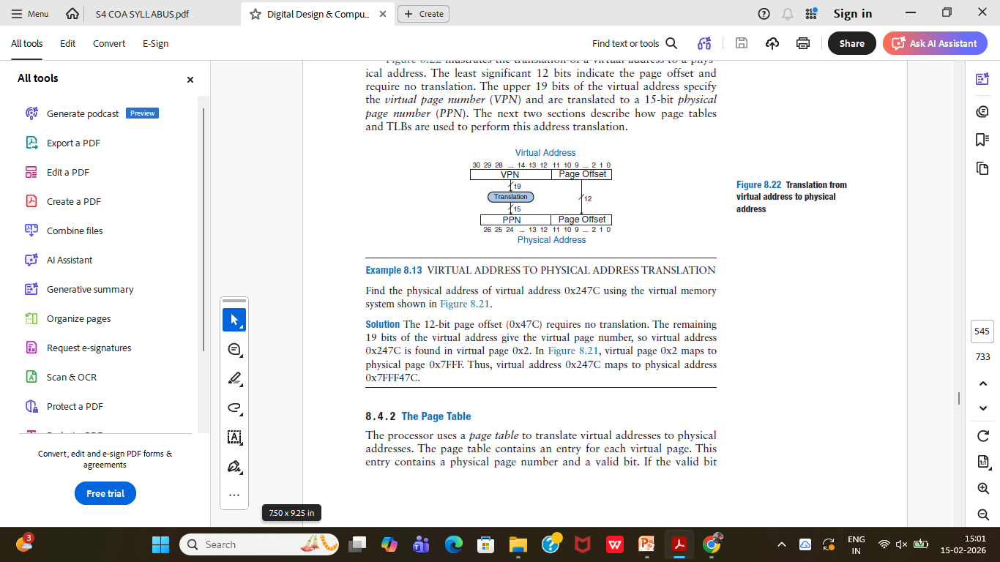 Menu
S4 COA SYLLABUS.pdf
Digital Design & Compu...
Create
Sign in
All tools
Edit
Convert
E-Sign
Find text or tools
Share
Ask AI Assistant
All tools
Generate podcast Preview
Export a PDF
Edit a PDF
Create a PDF
Combine files
AI Assistant
Generative summary
Organize pages
Request e-signatures
Scan & OCR
Protect a PDF
Convert, edit and e-sign PDF forms &
agreements
Free trial
Figure 8.22 illustrates the translation of a virtual address to a phys-
ical address. The least significant 12 bits indicate the page offset and
require no translation. The upper 19 bits of the virtual address specify
the virtual page number (VPN) and are translated to a 15-bit physical
page number (PPN). The next two sections describe how page tables
and TLBs are used to perform this address translation.
Virtual Address
30 29 28 ... 14 13 12 11 10 9 ... 2 1 0
VPN Page Offset
19
Translation
12
15
PPN Page Offset
26 25 24 ... 13 12 11 10 9 ... 2 1 0
Physical Address
Figure 8.22 Translation from
virtual address to physical
address
Example 8.13 VIRTUAL ADDRESS TO PHYSICAL ADDRESS TRANSLATION
Find the physical address of virtual address 0x247C using the virtual memory
system shown in Figure 8.21.
Solution The 12-bit page offset (0x47C) requires no translation. The remaining
19 bits of the virtual address give the virtual page number, so virtual address
0x247C is found in virtual page 0x2. In Figure 8.21, virtual page 0x2 maps to
physical page 0x7FFF. Thus, virtual address 0x247C maps to physical address
0x7FFF47C.
8.4.2 The Page Table
The processor uses a page table to translate virtual addresses to physical
addresses. The page table contains an entry for each virtual page. This
entry contains a physical page number and a valid bit. If the valid bit
7.50 x 9.25 in
545
733
1:1
3
Search
ENG
IN
15:01
15-02-2026